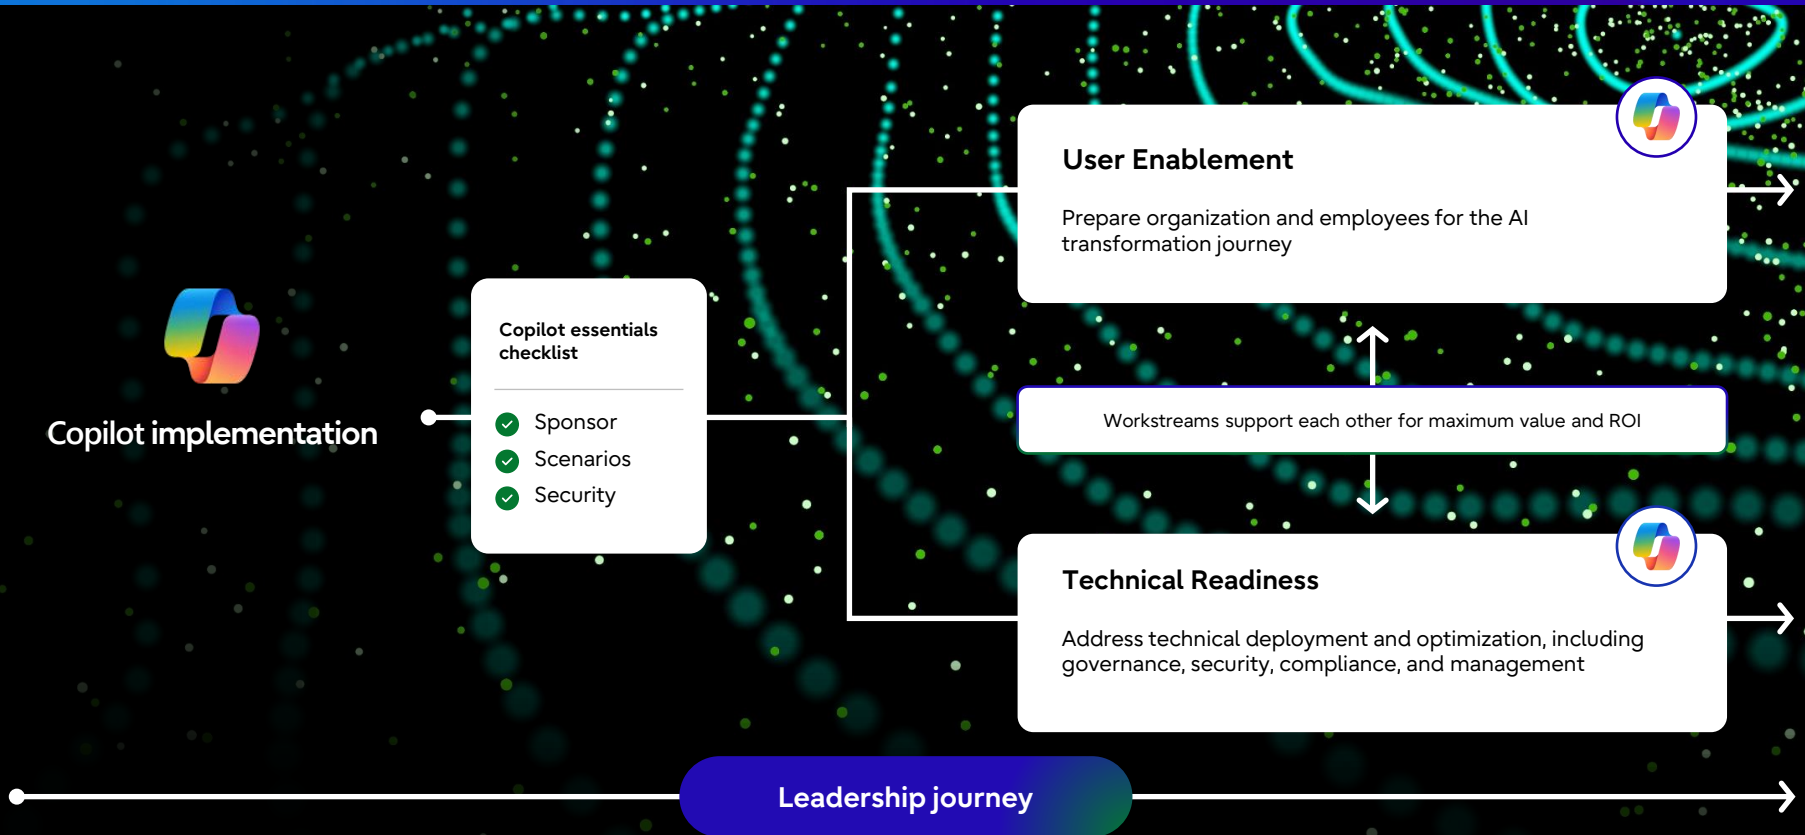 Copilot implementation
Copilot essentials
checklist
Sponsor
Scenarios
Security
User Enablement
Prepare organization and employees for the AI
transformation journey
Workstreams support each other for maximum value and ROI
Technical Readiness
Address technical deployment and optimization, including
governance, security, compliance, and management
Leadership journey